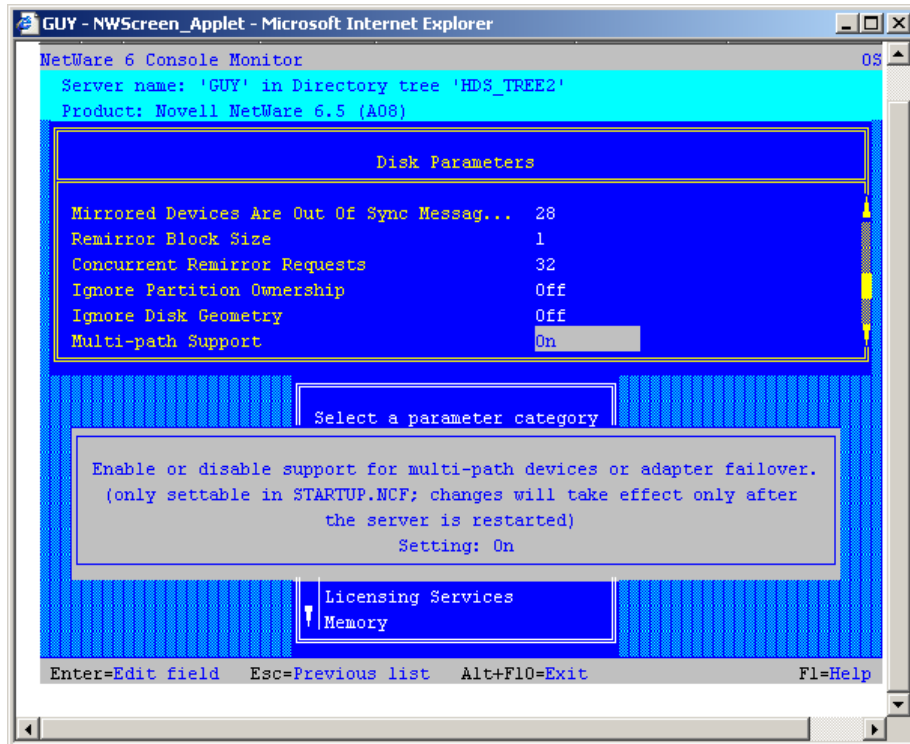 GUY - NWScreen_Applet - Microsoft Internet Explorer
NetWare 6 Console Monitor OS
Server name: 'GUY' in Directory tree 'HDS_TREE2'
Product: Novell NetWare 6.5 (A08)
Disk Parameters
Mirrored Devices Are Out Of Sync Messag... 28
Remirror Block Size 1
Concurrent Remirror Requests 32
Ignore Partition Ownership Off
Ignore Disk Geometry Off
Multi-path Support On
Select a parameter category
Enable or disable support for multi-path devices or adapter failover.
(only settable in STARTUP.NCF; changes will take effect only after
the server is restarted)
Setting: On
Licensing Services
Memory
Enter=Edit field Esc=Previous list Alt+F10=Exit F1=Help